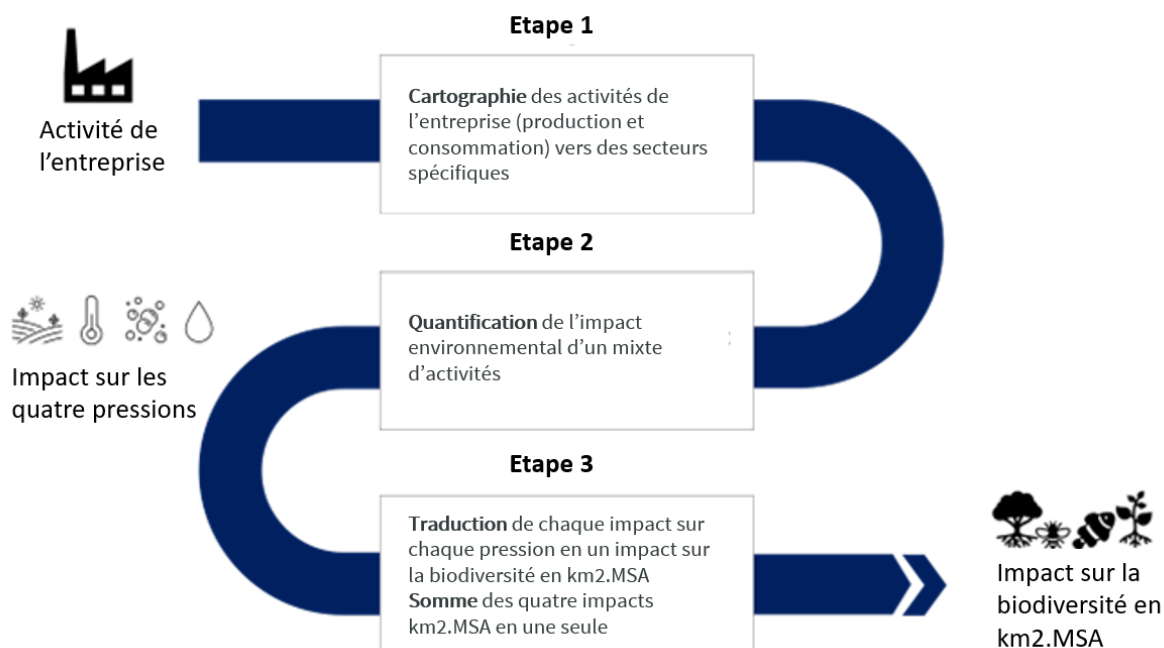 Etape 1
Activité de
l’entreprise
Cartographie des activités de
l’entreprise (production et
consommation) vers des secteurs
spécifiques
Etape 2
Impact sur les
quatre pressions
Quantification de l’impact
environnemental d’un mixte
d’activités
Etape 3
Traduction de chaque impact sur
chaque pression en un impact sur
la biodiversité en km2.MSA
Somme des quatre impacts
km2.MSA en une seule
Impact sur la
biodiversité en
km2.MSA